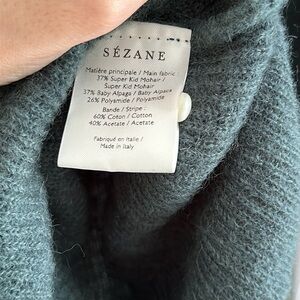 SÉZANE
Matière principale / Main fabric :
37% Super Kid Mohair /
Super Kid Mohair
37% Baby Alpaga / Baby Alpaca
26% Polyamide / Polyamide
Bande / Stripe :
60% Coton / Cotton
40% Acetate / Acetate
Fabriqué en Italie /
Made in Italy